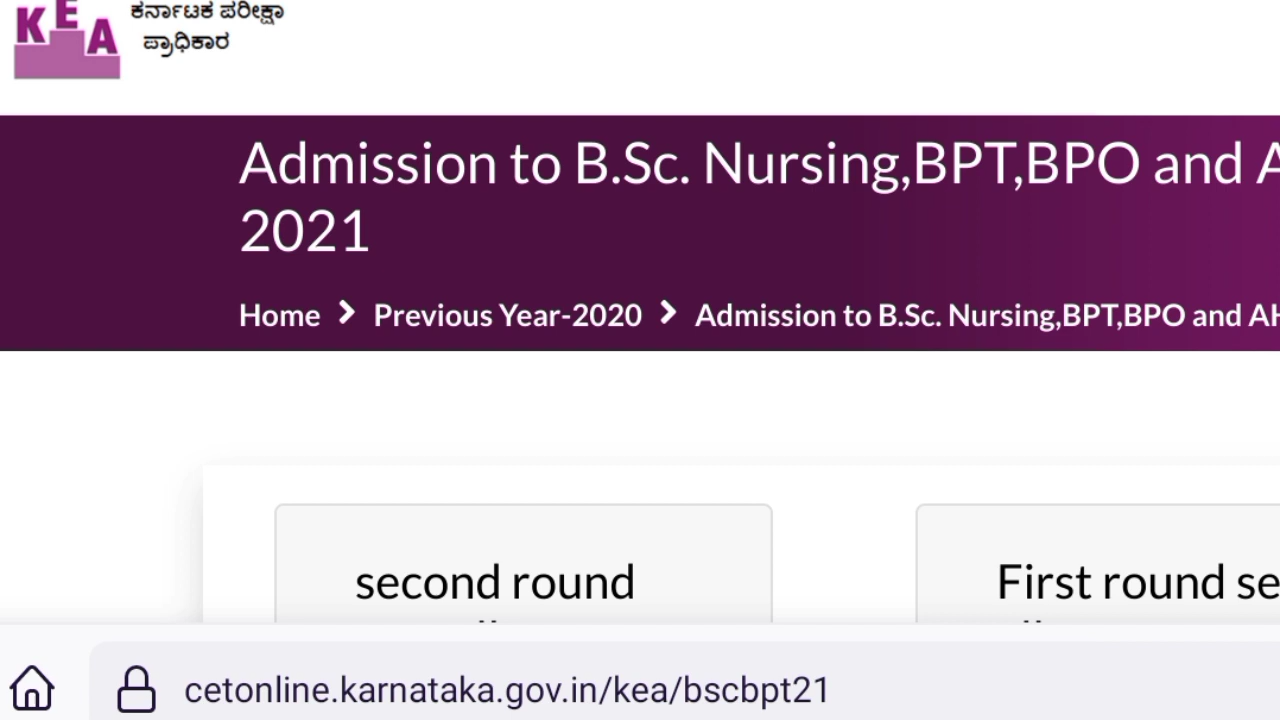 KEA
ಕರ್ನಾಟಕ ಪರೀಕ್ಷಾ
ಪ್ರಾಧಿಕಾರ
Admission to B.Sc. Nursing,BPT,BPO and A
2021
Home > Previous Year-2020 > Admission to B.Sc. Nursing,BPT,BPO and AH
second round
First round se
cetonline.karnataka.gov.in/kea/bscbpt21